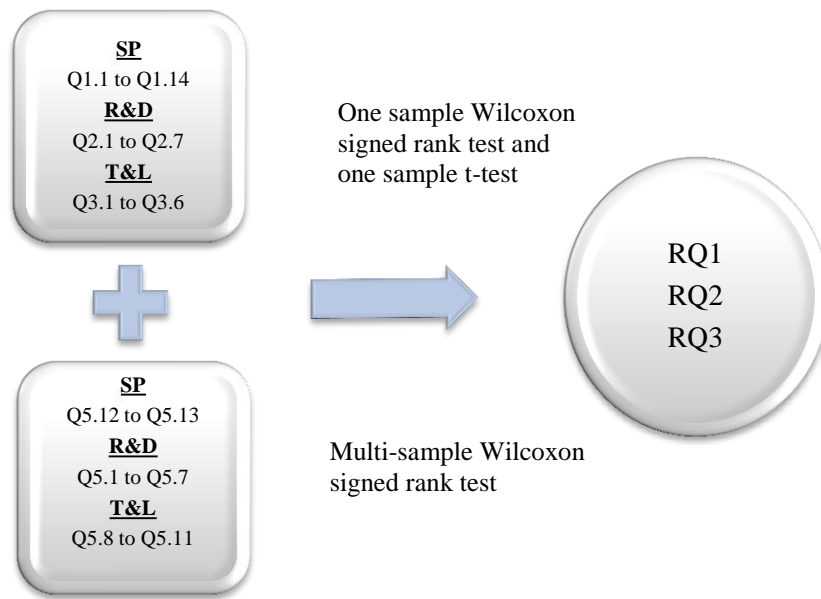 SP
Q1.1 to Q1.14
R&D
Q2.1 to Q2.7
T&L
Q3.1 to Q3.6
One sample Wilcoxon
signed rank test and
one sample t-test
RQ1
RQ2
RQ3
SP
Q5.12 to Q5.13
R&D
Q5.1 to Q5.7
T&L
Q5.8 to Q5.11
Multi-sample Wilcoxon
signed rank test